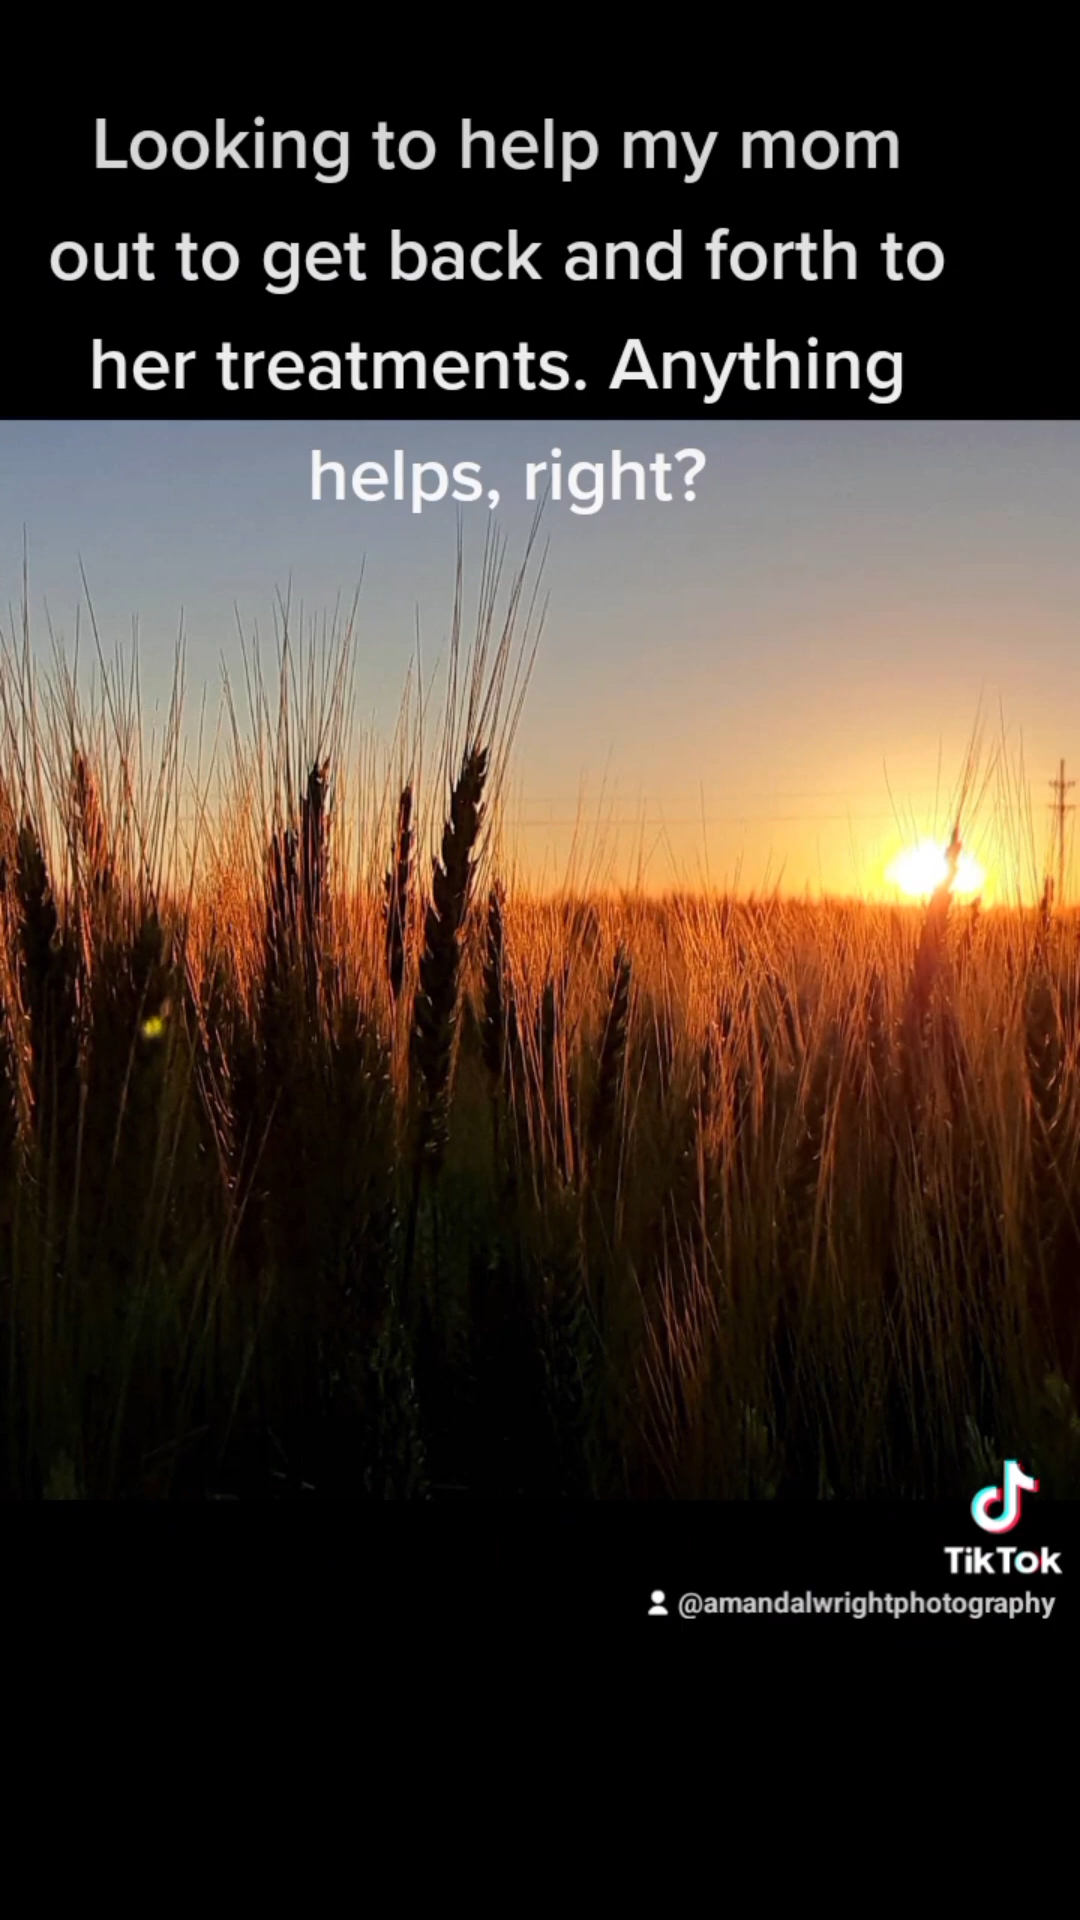 Looking to help my mom
out to get back and forth to
her treatments. Anything
helps, right?
TikTok
@amandalwrightphotography